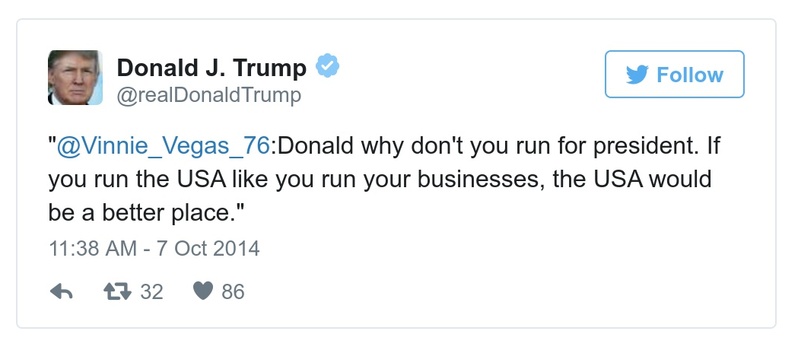 Donald J. Trump
@realDonaldTrump
Follow
"@Vinnie_Vegas_76:Donald why don't you run for president. If
you run the USA like you run your businesses, the USA would
be a better place."
11:38 AM - 7 Oct 2014
32 86